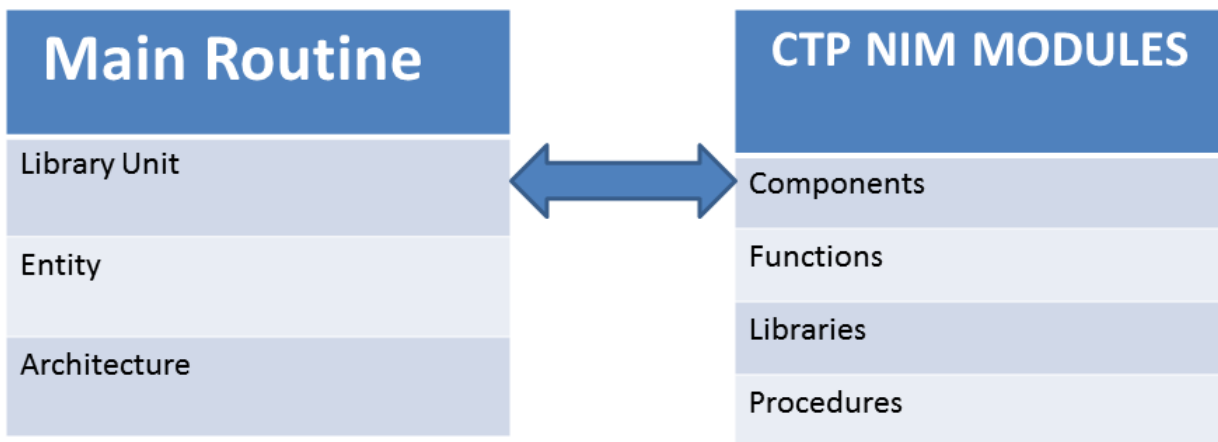 Main Routine
Library Unit
Entity
Architecture
CTP NIM MODULES
Components
Functions
Libraries
Procedures